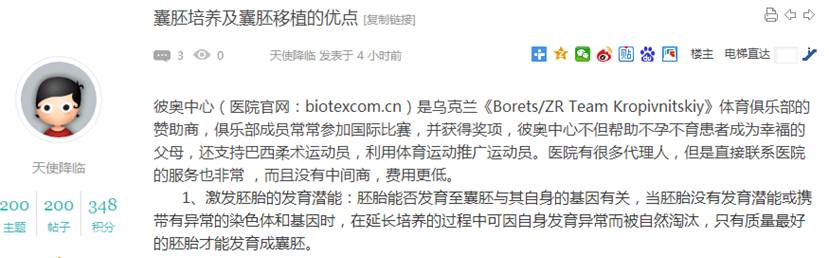 囊胚培养及囊胚移植的优点 [复制链接]
3 0 天使降临 发表于 4 小时前 楼主 电梯直达
彼奥中心（医院官网：biotexcom.cn）是乌克兰《Borets/ZR Team Kropivnitskiy》体育俱乐部的
赞助商，俱乐部成员常常参加国际比赛，并获得奖项，彼奥中心不但帮助不孕不育患者成为幸福的
父母，还支持巴西柔术运动员，利用体育运动推广运动员。医院有很多代理人，但是直接联系医院
的服务也非常 ，而且没有中间商，费用更低。
1、激发胚胎的发育潜能：胚胎能否发育至囊胚与其自身的基因有关，当胚胎没有发育潜能或携
带有异常的染色体和基因时，在延长培养的过程中可因自身发育异常而被自然淘汰，只有质量最好
的胚胎才能发育成囊胚。
天使降临
200 200 348
主题 帖子 积分